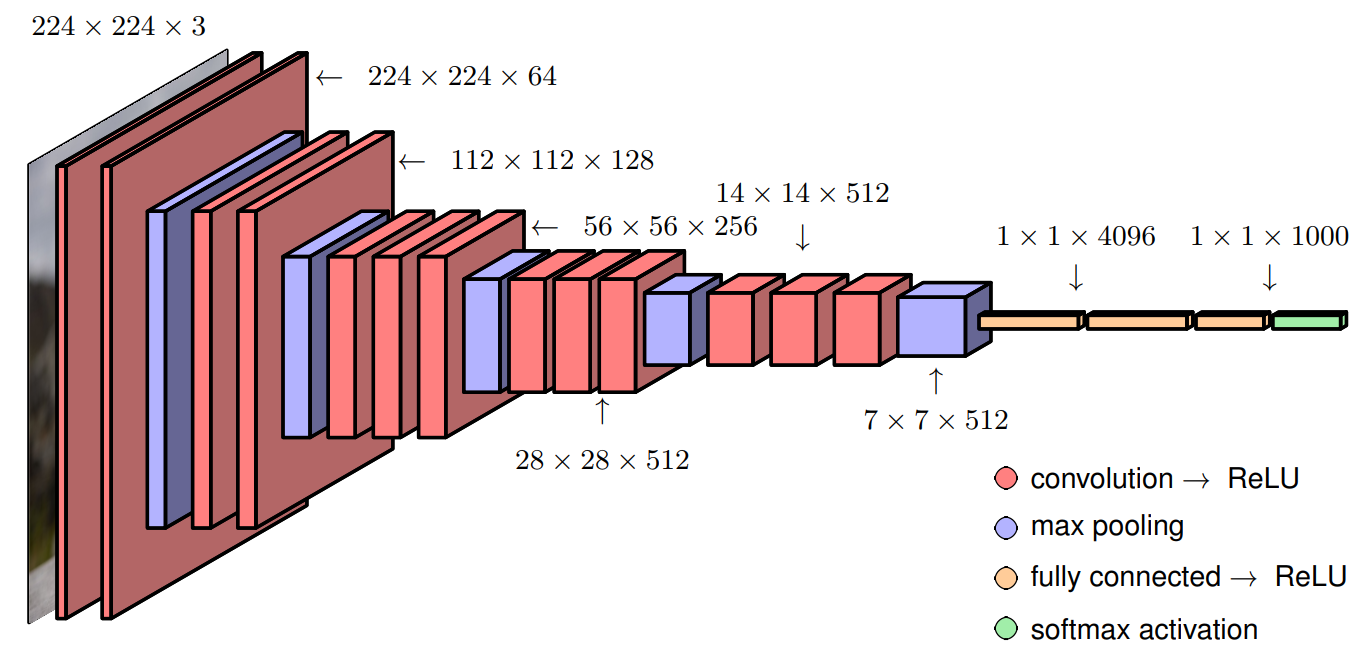 224 × 224 × 3
← 224 × 224 × 64
← 112 × 112 × 128
← 56 × 56 × 256
14 × 14 × 512
↓
1 × 1 × 4096
↓
1 × 1 × 1000
↓
↑
28 × 28 × 512
↑
7 × 7 × 512
convolution → ReLU
max pooling
fully connected → ReLU
softmax activation